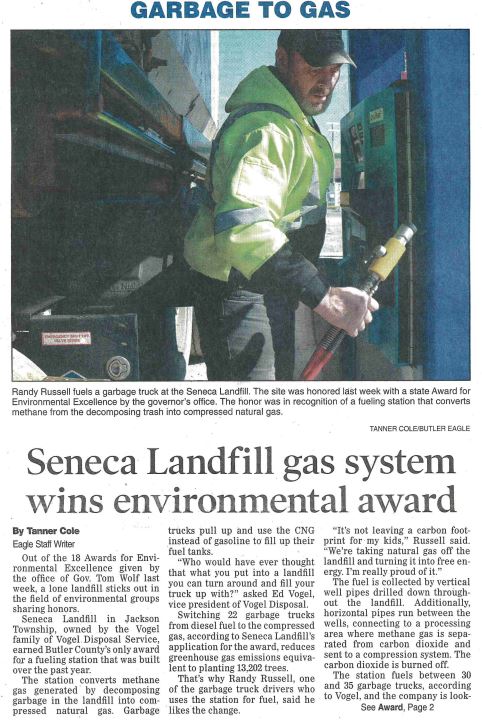 GARBAGE TO GAS
Randy Russell fuels a garbage truck at the Seneca Landfill. The site was honored last week with a state Award for
Environmental Excellence by the governor's office. The honor was in recognition of a fueling station that converts
methane from the decomposing trash into compressed natural gas.
TANNER COLE/BUTLER EAGLE
Seneca Landfill gas system
wins environmental award
By Tanner Cole
Eagle Staff Writer
Out of the 18 Awards for Envi-
ronmental Excellence given by
the office of Gov. Tom Wolf last
week, a lone landfill sticks out in
the field of environmental groups
sharing honors.
Seneca Landfill in Jackson
Township, owned by the Vogel
family of Vogel Disposal Service,
earned Butler County's only award
for a fueling station that was built
over the past year.
The station converts methane
gas generated by decomposing
garbage in the landfill into com-
pressed natural gas. Garbage
trucks pull up and use the CNG
instead of gasoline to fill up their
fuel tanks.
"Who would have ever thought
that what you put into a landfill
you can turn around and fill your
truck up with?" asked Ed Vogel,
vice president of Vogel Disposal.
Switching 22 garbage trucks
from diesel fuel to the compressed
gas, according to Seneca Landfill's
application for the award, reduces
greenhouse gas emissions equiva-
lent to planting 13,202 trees.
That's why Randy Russell, one
of the garbage truck drivers who
uses the station for fuel, said he
likes the change.
"It's not leaving a carbon foot-
print for my kids," Russell said.
"We're taking natural gas off the
landfill and turning it into free en-
ergy. I'm really proud of it."
The fuel is collected by vertical
well pipes drilled down through-
out the landfill. Additionally,
horizontal pipes run between the
wells, connecting to a processing
area where methane gas is sepa-
rated from carbon dioxide and
sent to a compression system. The
carbon dioxide is burned off.
The station fuels between 30
and 35 garbage trucks, according
to Vogel, and the company is look-
See Award, Page 2